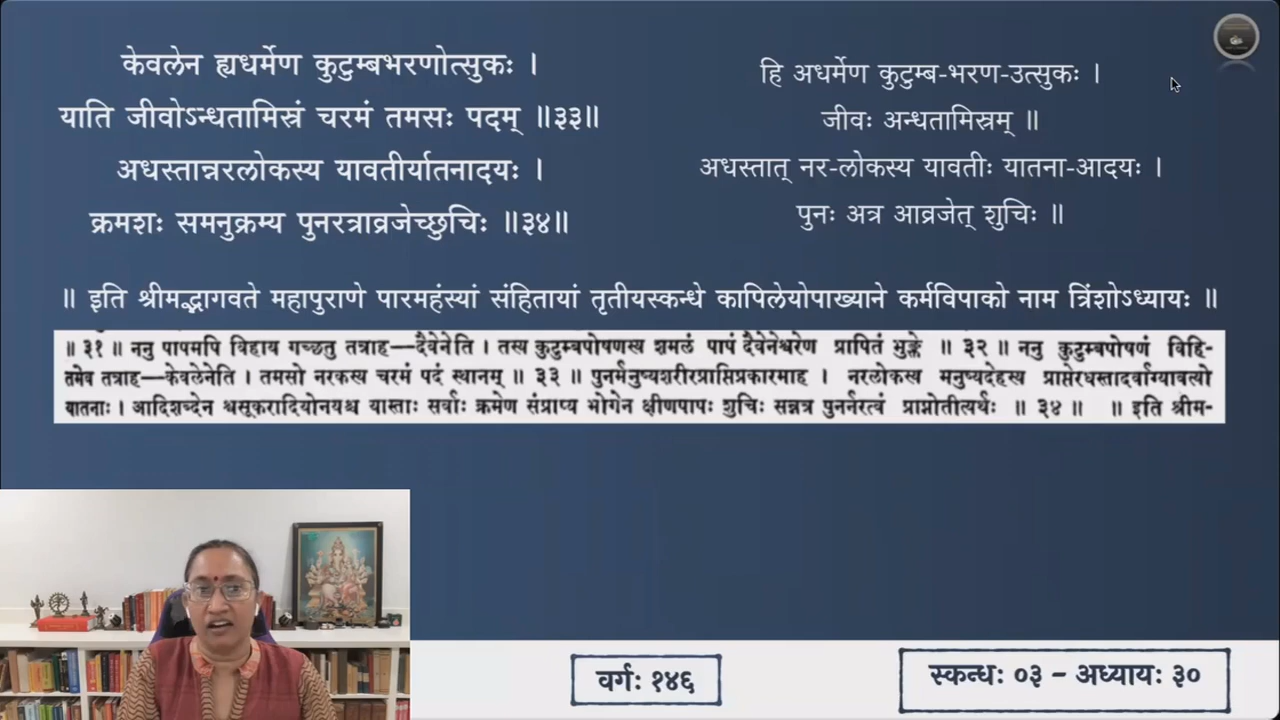 केवलेन ह्यधर्मेण कुटुम्बभरणोत्सुकः ।
याति जीवोऽन्धतामिस्रं चरमं तमसः पदम् ॥३३॥
अधस्तान्नरलोकस्य यावतीर्यातनादयः ।
क्रमशः समनुक्रम्य पुनरत्राव्रजेच्छुचिः ॥३४॥
हि अधर्मेण कुटुम्ब-भरण-उत्सुकः ।
जीवः अन्धतामिस्रम् ॥
अधस्तात् नर-लोकस्य यावतीः यातना-आदयः ।
पुनः अत्र आव्रजेत् शुचिः ॥
॥ इति श्रीमद्भागवते महापुराणे पारमहंस्यां संहितायां तृतीयस्कन्धे कापिलेयोपाख्याने कर्मविपाको नाम त्रिंशोऽध्यायः ॥
॥ ३१ ॥ ननु पापमपि विहाय गच्छतु तत्राह—दैवेनेति । तस्य कुटुम्बपोषणस्य शमलं पापं दैवेनेश्वरेण प्रापितं भुङ्क्ते ॥ ३२ ॥ ननु कुटुम्बपोषणं विहि-
तमेव तत्राह—केवलेनेति । तमसो नरकस्य चरमं पदं स्थानम् ॥ ३३ ॥ पुनर्मनुष्यशरीरप्राप्तिप्रकारमाह । नरलोकस्य मनुष्यदेहस्य प्राप्तेरधस्तादर्वाग्यावत्यो
यातनाः । आदिशब्देन श्वसूकरादियोनयश्च यास्ताः सर्वाः क्रमेण संप्राप्य भोगेन क्षीणपापः शुचिः सन्नत्र पुनर्नरत्वं प्राप्नोतीत्यर्थः ॥ ३४ ॥ ॥ इति श्रीम-
वर्गः १४६
स्कन्धः ०३ – अध्यायः ३०